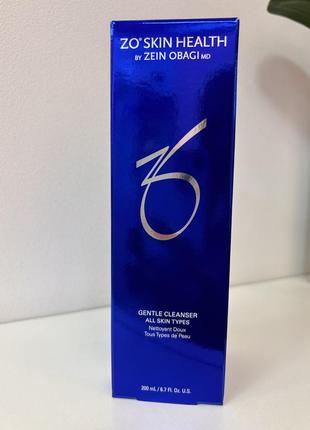 ZO® SKIN HEALTH
BY ZEIN OBAGI MD
ZO
GENTLE CLEANSER
ALL SKIN TYPES
Nettoyant Doux
Tous Types de Peau
200 mL / 6.7 Fl. Oz. U.S.